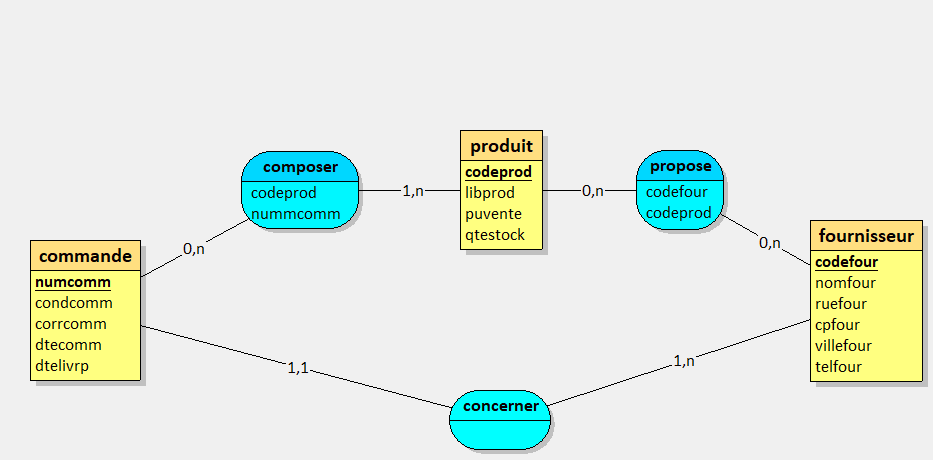 composer
codeprod
nummcomm
1,n
produit
codeprod
libprod
puvente
qtestock
0,n
propose
codefour
codeprod
0,n
commande
numcomm
condcomm
corrcomm
dtecomm
dtelivrp
0,n
fournisseur
codefour
nomfour
ruefour
cpfour
villefour
telfour
1,1
concerner
1,n